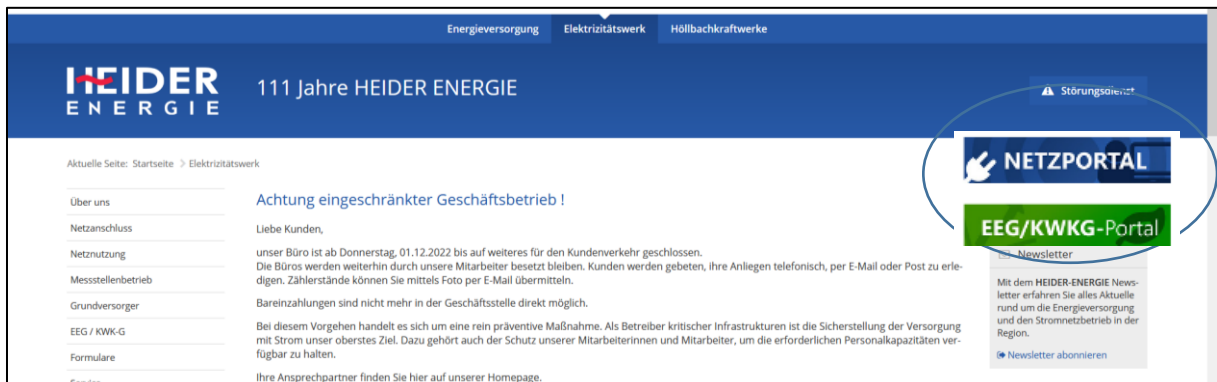 Energieversorgung Elektrizitätswerk Höllbachkraftwerke
HEIDER
ENERGIE
111 Jahre HEIDER ENERGIE
Störungsdienst
Aktuelle Seite: Startseite > Elektrizitätswerk
NETZPORTAL
EEG/KWKG-Portal
Über uns
Netzanschluss
Netznutzung
Messstellenbetrieb
Grundversorger
EEG / KWK-G
Formulare
Service
Achtung eingeschränkter Geschäftsbetrieb !
Liebe Kunden,
unser Büro ist ab Donnerstag, 01.12.2022 bis auf weiteres für den Kundenverkehr geschlossen.
Die Büros werden weiterhin durch unsere Mitarbeiter besetzt bleiben. Kunden werden gebeten, ihre Anliegen telefonisch, per E-Mail oder Post zu erle-
digen. Zählerstände können Sie mittels Foto per E-Mail übermitteln.
Bareinzahlungen sind nicht mehr in der Geschäftsstelle direkt möglich.
Bei diesem Vorgehen handelt es sich um eine rein präventive Maßnahme. Als Betreiber kritischer Infrastrukturen ist die Sicherstellung der Versorgung
mit Strom unser oberstes Ziel. Dazu gehört auch der Schutz unserer Mitarbeiterinnen und Mitarbeiter, um die erforderlichen Personalkapazitäten ver-
fügbar zu halten.
Ihre Ansprechpartner finden Sie hier auf unserer Homepage.
Newsletter
Mit dem HEIDER-ENERGIE News-
letter erfahren Sie alles Aktuelle
rund um die Energieversorgung
und den Stromnetzbetrieb in der
Region.
Newsletter abonnieren